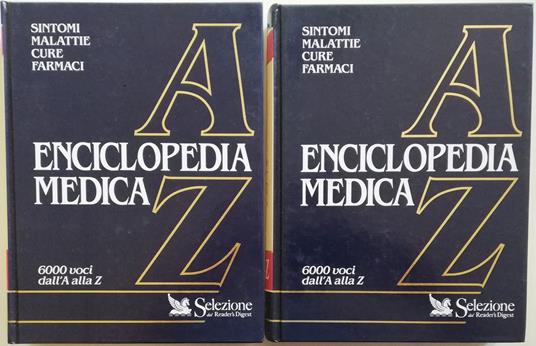 SINTOMI
MALATTIE
CURE
FARMACI
A
ENCICLOPEDIA
MEDICA
Z
6000 voci
dall'A alla Z
Selezione
dal Reader's Digest
SINTOMI
MALATTIE
CURE
FARMACI
A
ENCICLOPEDIA
MEDICA
Z
6000 voci
dall'A alla Z
Selezione
dal Reader's Digest